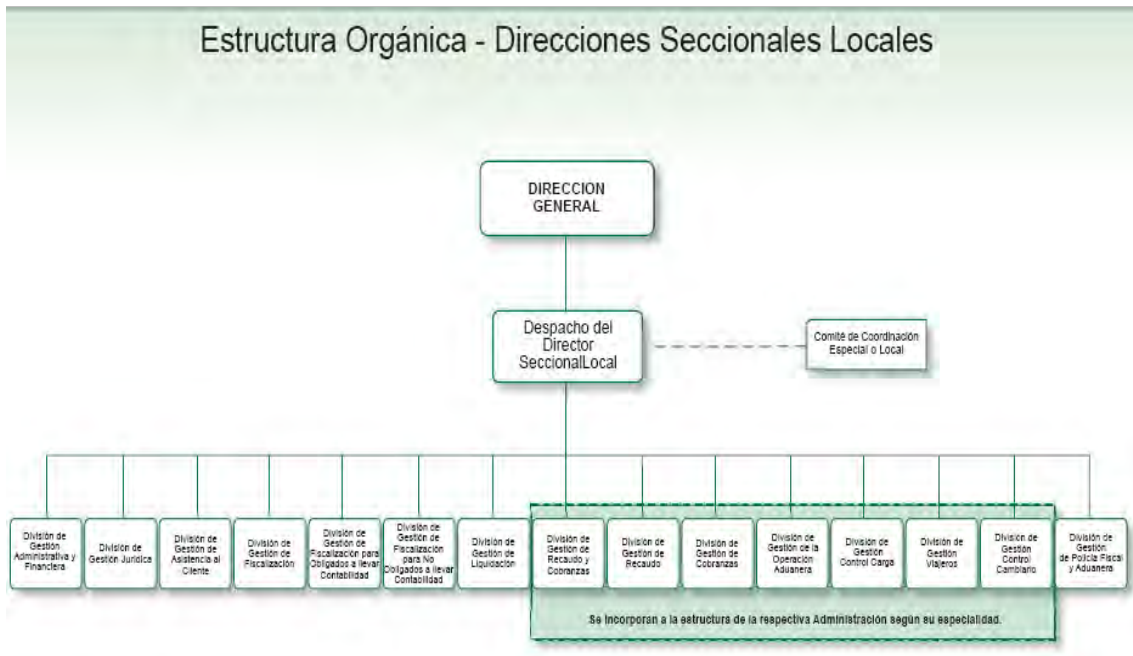 Estructura Orgánica - Direcciones Seccionales Locales
DIRECCION
GENERAL
Despacho del
Director
SeccionalLocal
Comité de Coordinación
Especial o Local
División de
Gestión
Administrativa y
Financiera
División de
Gestión Jurídica
División de
Gestión de
Asistencia al
Cliente
División de
Gestión de
Fiscalización
División de
Gestión de
Fiscalización para
Obligados a llevar
Contabilidad
División de
Gestión de
Fiscalización
para No
Obligados a llevar
Contabilidad
División de
Gestión de
Liquidación
División de
Gestión de
Recaudo y
Cobranzas
División de
Gestión de
Recaudo
División de
Gestión de
Cobranzas
División de
Gestión de la
Operación
Aduanera
División de
Gestión
Control Carga
División de
Gestión
Viajeros
División de
Gestión
Control
Cambiario
División de
Gestión
de Policía Fiscal
y Aduanera
Se incorporan a la estructura de la respectiva Administración según su especialidad.